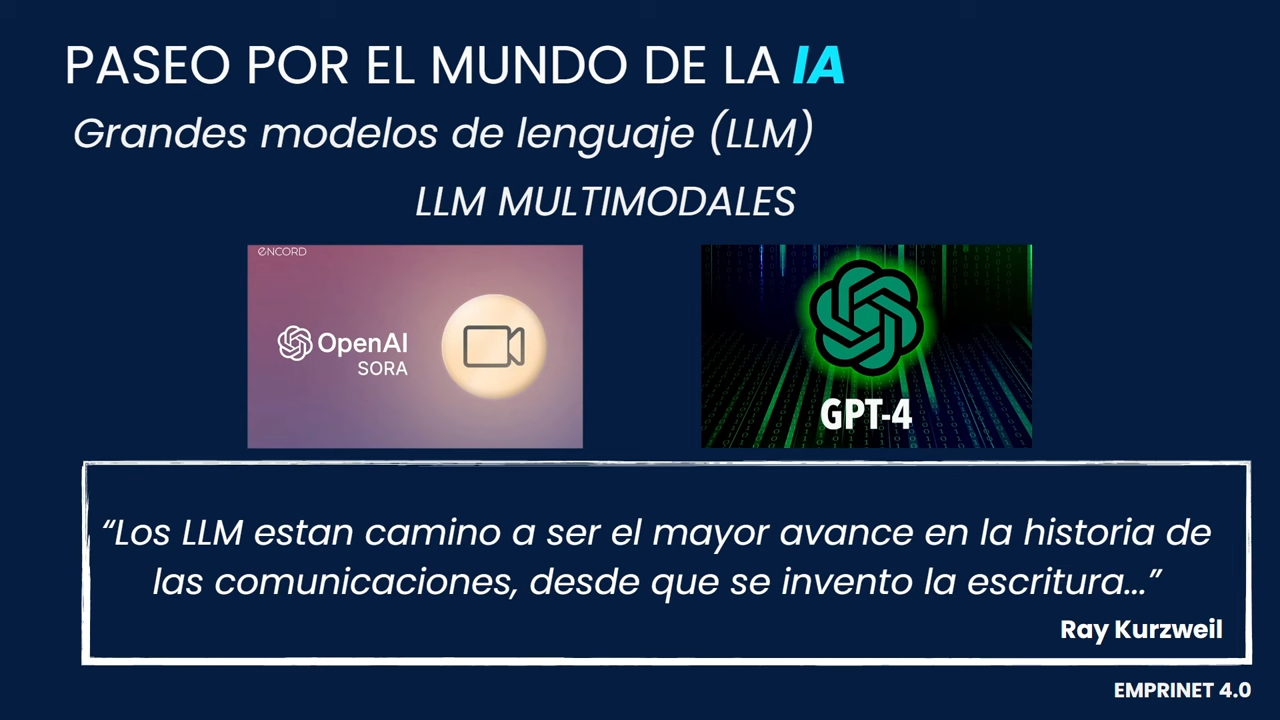 PASEO POR EL MUNDO DE LA IA
Grandes modelos de lenguaje (LLM)
LLM MULTIMODALES
ENCORD
OpenAI
SORA
GPT-4
“Los LLM estan camino a ser el mayor avance en la historia de
las comunicaciones, desde que se invento la escritura...”
Ray Kurzweil
EMPRINET 4.0